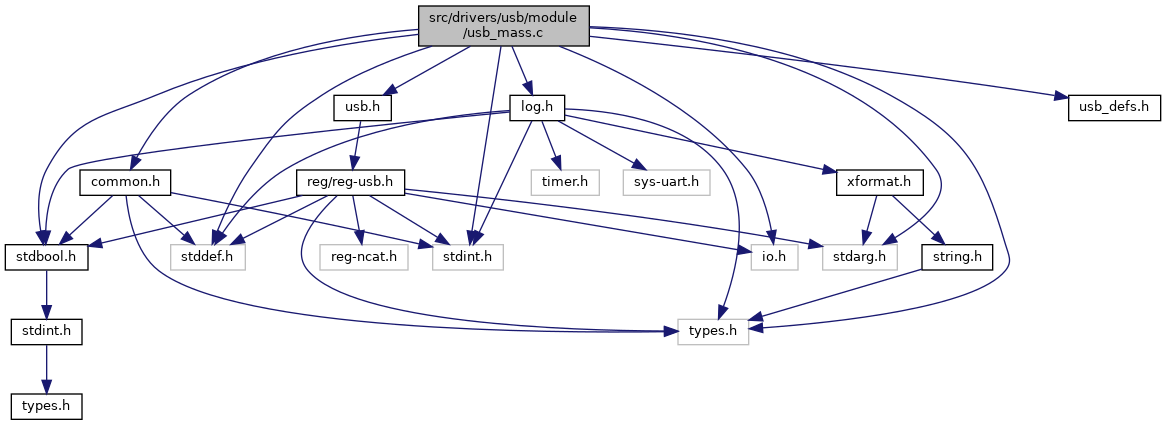 src/drivers/usb/module
/usb_mass.c
usb.h
log.h
usb_defs.h
common.h
reg/reg-usb.h
timer.h
sys-uart.h
xformat.h
stdbool.h
stddef.h
reg-ncat.h
stdint.h
io.h
stdarg.h
string.h
stdint.h
types.h
types.h